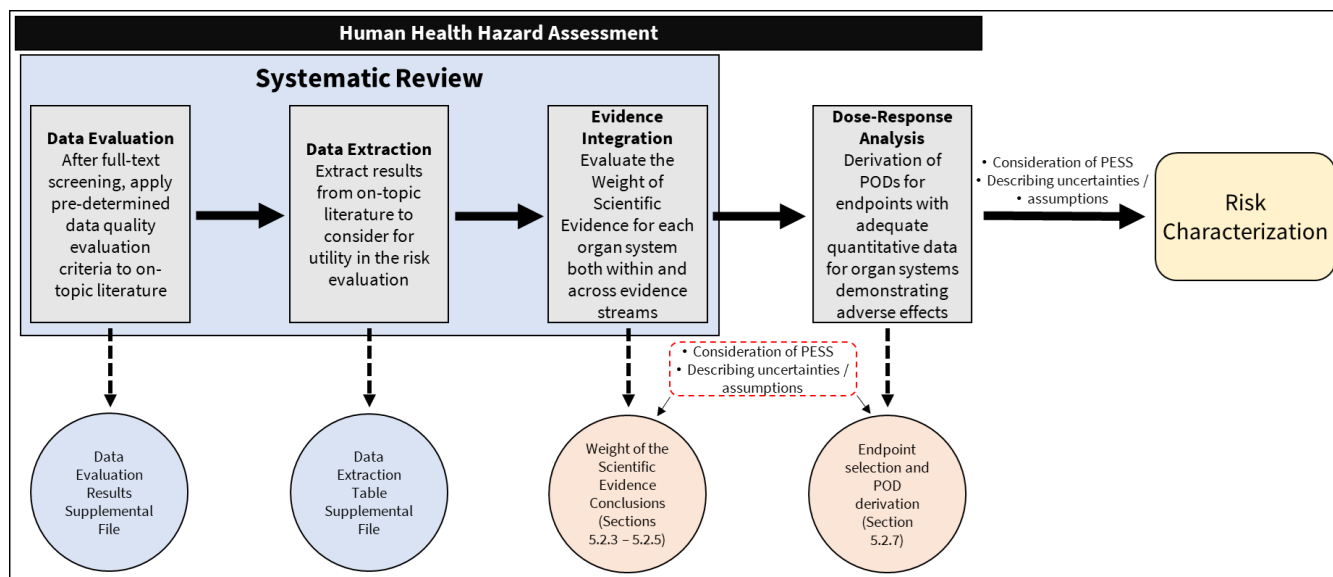 Human Health Hazard Assessment
Systematic Review
Data Evaluation
After full-text
screening, apply
pre-determined
data quality
evaluation
criteria to on-
topic literature
Data Extraction
Extract results
from on-topic
literature to
consider for
utility in the risk
evaluation
Evidence
Integration
Evaluate the
Weight of
Scientific
Evidence for each
organ system
both within and
across evidence
streams
Dose-Response
Analysis
Derivation of
PODs for
endpoints with
adequate
quantitative data
for organ systems
demonstrating
adverse effects
• Consideration of PESS
• Describing uncertainties /
• assumptions
Risk
Characterization
• Consideration of PESS
• Describing uncertainties /
assumptions
Data
Evaluation
Results
Supplemental
File
Data
Extraction
Table
Supplemental
File
Weight of the
Scientific
Evidence
Conclusions
(Sections
5.2.3 – 5.2.5)
Endpoint
selection and
POD
derivation
(Section
5.2.7)